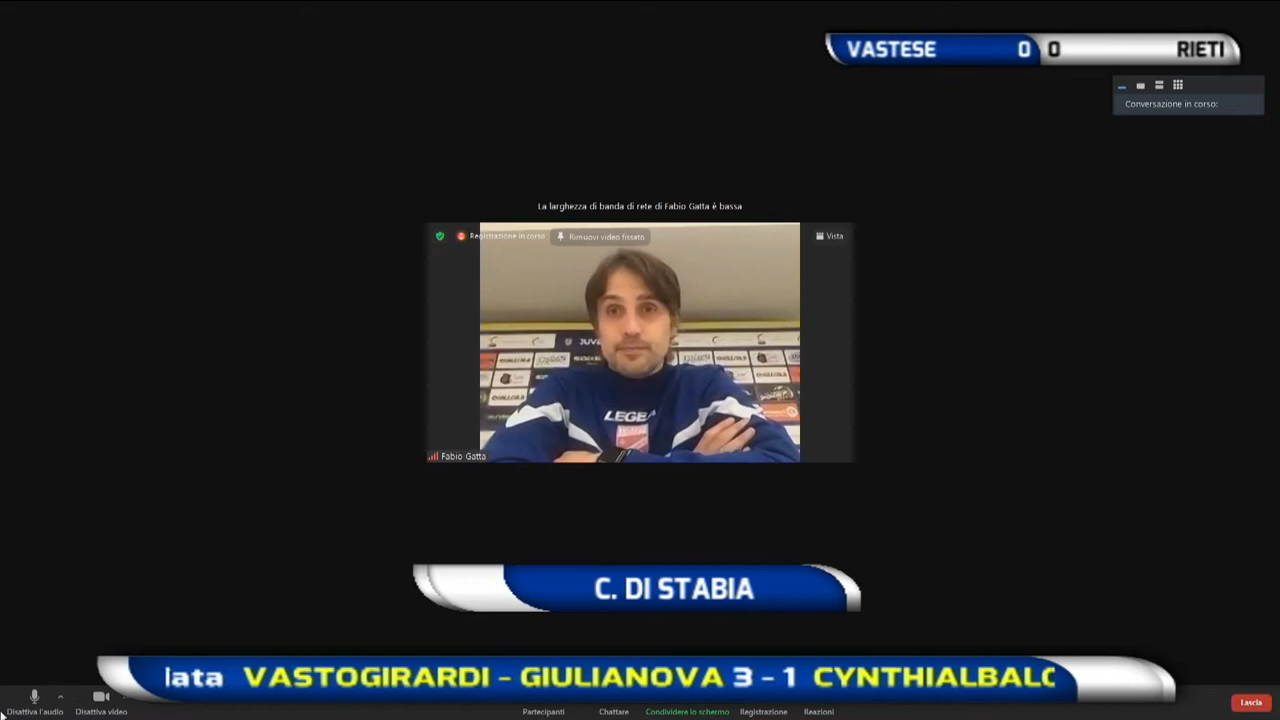 VASTESE 0 0 RIETI
Conversazione in corso:
La larghezza di banda di rete di Fabio Gatta è bassa
Registrazione in corso
Rimuovi video fissato
Vista
JUVE
LEGEA
Fabio Gatta
C. DI STABIA
lata VASTOGIRARDI - GIULIANOVA 3 - 1 CYNTHIALBALO
Disattiva l'audio
Disattiva video
Partecipanti
Chattare
Condividere lo schermo
Registrazione
Reazioni
Lascia